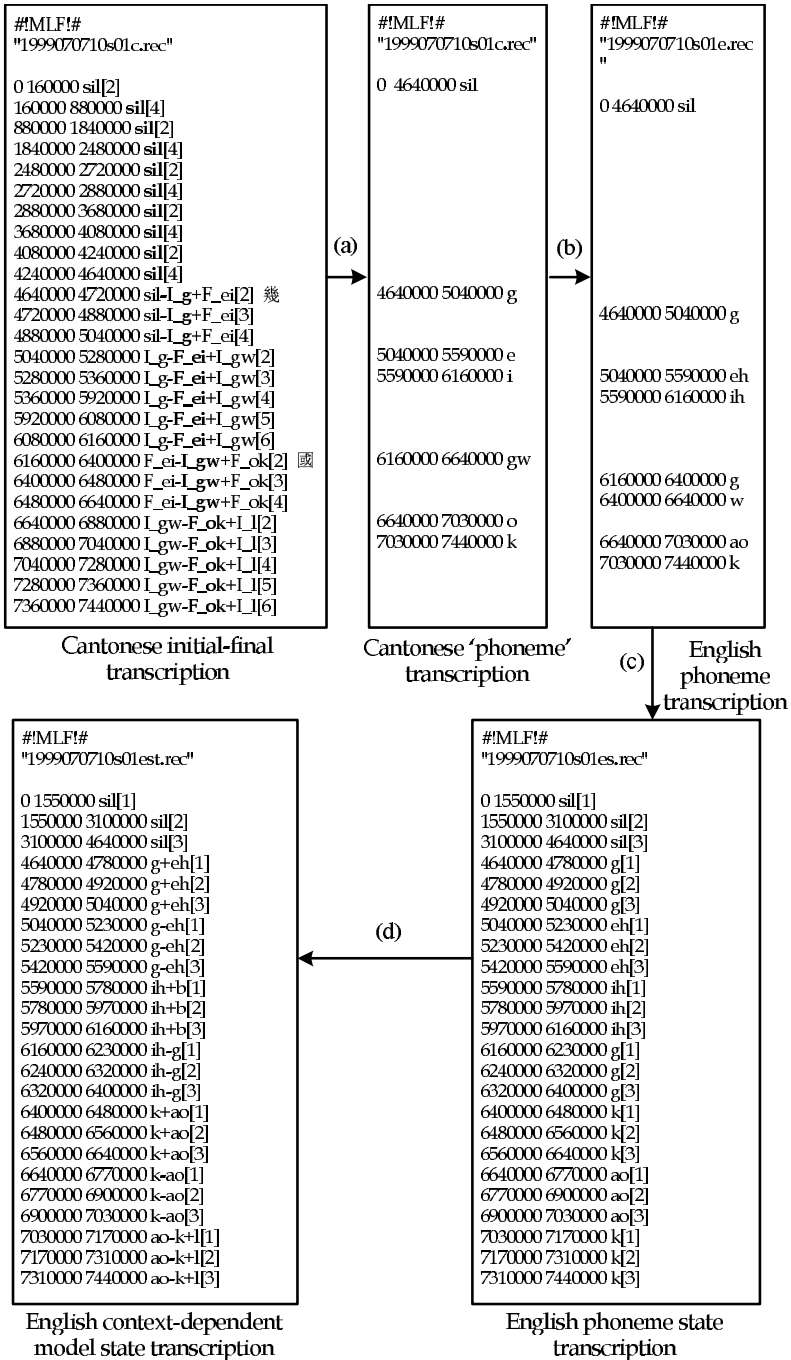 #!MLF!#
"1999070710s01c.rec"
0 160000 sil[2]
160000 880000 sil[4]
880000 1840000 sil[2]
1840000 2480000 sil[4]
2480000 2720000 sil[2]
2720000 2880000 sil[4]
2880000 3680000 sil[2]
3680000 4080000 sil[4]
4080000 4240000 sil[2]
4240000 4640000 sil[4]
4640000 4720000 sil-I_g+F_ei[2] 幾
4720000 4880000 sil-I_g+F_ei[3]
4880000 5040000 sil-I_g+F_ei[4]
5040000 5280000 I_g-F_ei+I_gw[2]
5280000 5360000 I_g-F_ei+I_gw[3]
5360000 5920000 I_g-F_ei+I_gw[4]
5920000 6080000 I_g-F_ei+I_gw[5]
6080000 6160000 I_g-F_ei+I_gw[6]
6160000 6400000 F_ei-I_gw+F_ok[2] 國
6400000 6480000 F_ei-I_gw+F_ok[3]
6480000 6640000 F_ei-I_gw+F_ok[4]
6640000 6880000 I_gw-F_ok+I_l[2]
6880000 7040000 I_gw-F_ok+I_l[3]
7040000 7280000 I_gw-F_ok+I_l[4]
7280000 7360000 I_gw-F_ok+I_l[5]
7360000 7440000 I_gw-F_ok+I_l[6]
Cantonese initial-final
transcription
(a)
#!MLF!#
"1999070710s01c.rec"
0 4640000 sil
4640000 5040000 g
5040000 5590000 e
5590000 6160000 i
6160000 6640000 gw
6640000 7030000 o
7030000 7440000 k
Cantonese 'phoneme'
transcription
(b)
#!MLF!#
"1999070710s01e.rec
"
0 4640000 sil
4640000 5040000 g
5040000 5590000 eh
5590000 6160000 ih
6160000 6400000 g
6400000 6640000 w
6640000 7030000 ao
7030000 7440000 k
English
phoneme
transcription
(c)
#!MLF!#
"1999070710s01es.rec"
0 1550000 sil[1]
1550000 3100000 sil[2]
3100000 4640000 sil[3]
4640000 4780000 g[1]
4780000 4920000 g[2]
4920000 5040000 g[3]
5040000 5230000 eh[1]
5230000 5420000 eh[2]
5420000 5590000 eh[3]
5590000 5780000 ih[1]
5780000 5970000 ih[2]
5970000 6160000 ih[3]
6160000 6230000 g[1]
6240000 6320000 g[2]
6320000 6400000 g[3]
6400000 6480000 k[1]
6480000 6560000 k[2]
6560000 6640000 k[3]
6640000 6770000 ao[1]
6770000 6900000 ao[2]
6900000 7030000 ao[3]
7030000 7170000 k[1]
7170000 7310000 k[2]
7310000 7440000 k[3]
English phoneme state
transcription
(d)
#!MLF!#
"1999070710s01est.rec"
0 1550000 sil[1]
1550000 3100000 sil[2]
3100000 4640000 sil[3]
4640000 4780000 g+eh[1]
4780000 4920000 g+eh[2]
4920000 5040000 g+eh[3]
5040000 5230000 g-eh[1]
5230000 5420000 g-eh[2]
5420000 5590000 g-eh[3]
5590000 5780000 ih+b[1]
5780000 5970000 ih+b[2]
5970000 6160000 ih+b[3]
6160000 6230000 ih-g[1]
6240000 6320000 ih-g[2]
6320000 6400000 ih-g[3]
6400000 6480000 k+ao[1]
6480000 6560000 k+ao[2]
6560000 6640000 k+ao[3]
6640000 6770000 k-ao[1]
6770000 6900000 k-ao[2]
6900000 7030000 k-ao[3]
7030000 7170000 ao-k+l[1]
7170000 7310000 ao-k+l[2]
7310000 7440000 ao-k+l[3]
English context-dependent
model state transcription